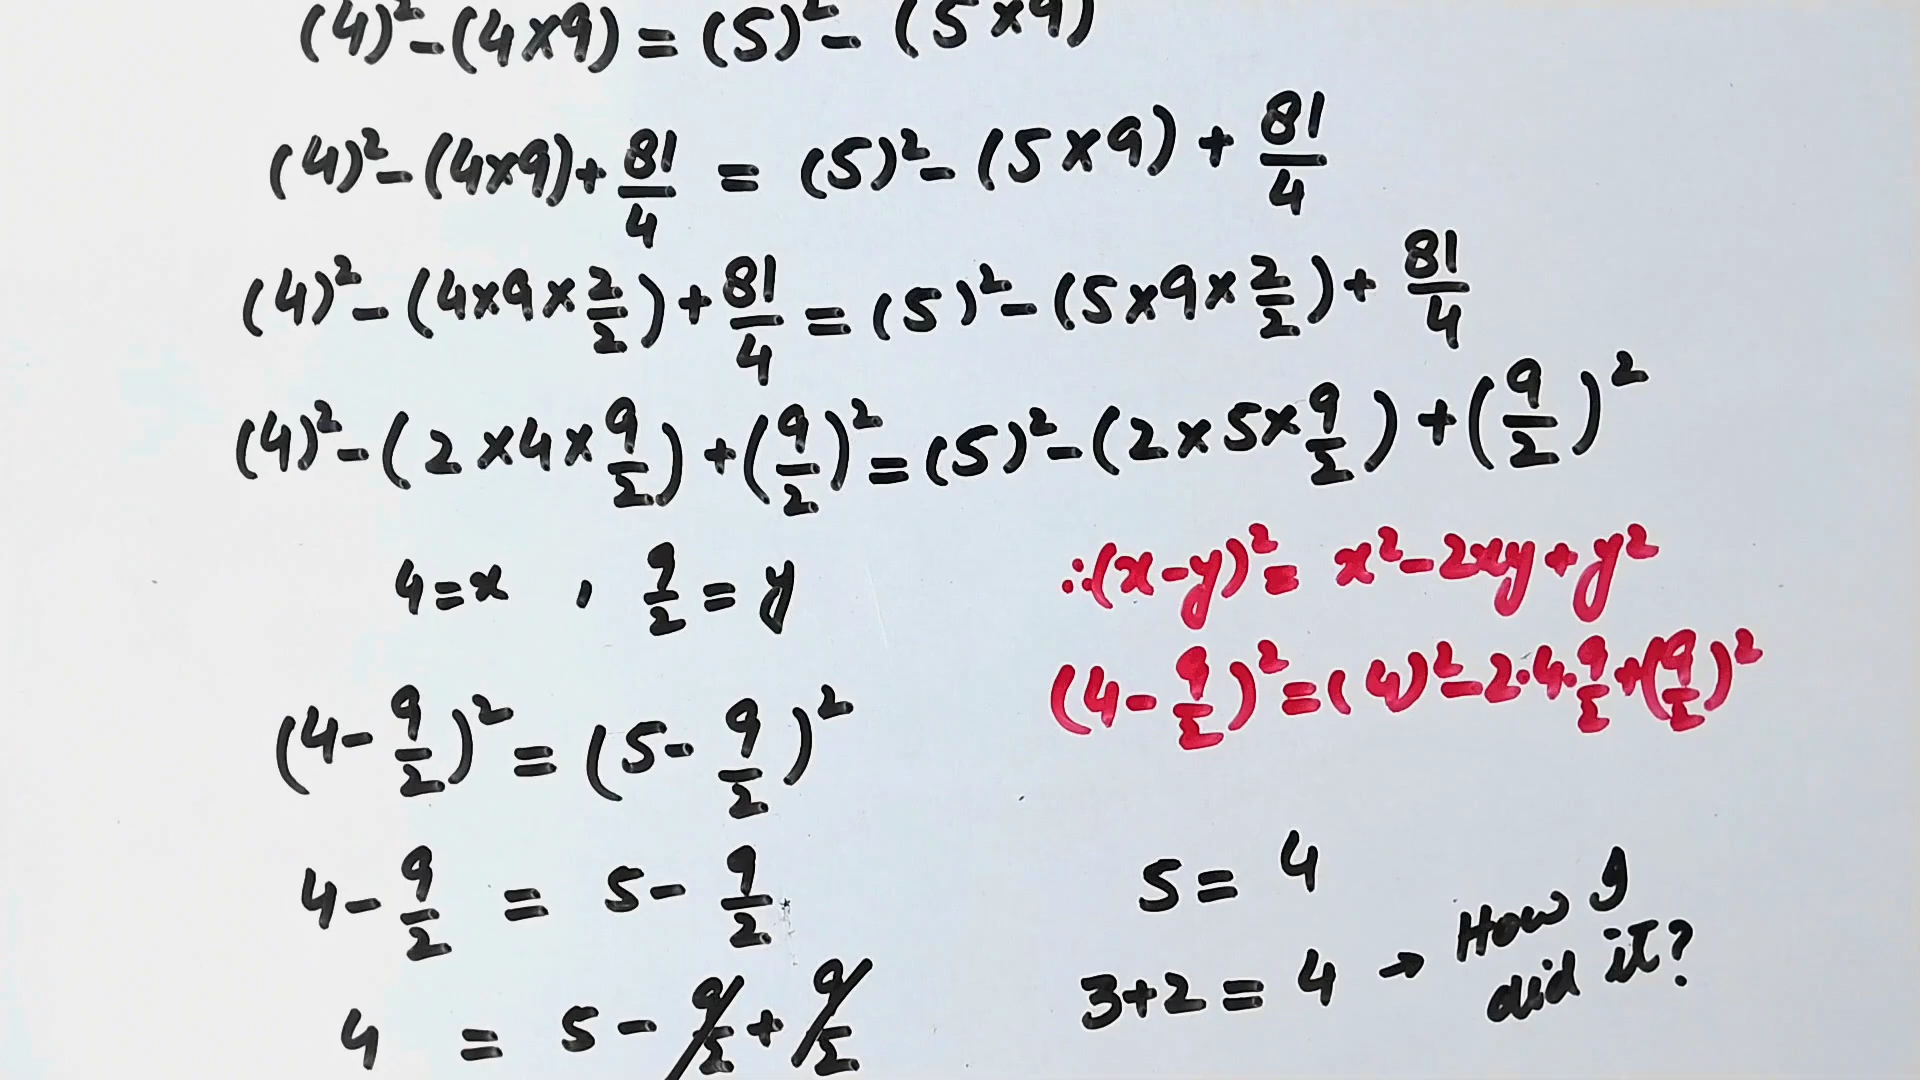 (4)² - (4×9) = (5)² - (5×9)
(4)² - (4×9) + 81/4 = (5)² - (5×9) + 81/4
(4)² - (4×9×2/2) + 81/4 = (5)² - (5×9×2/2) + 81/4
(4)² - (2×4×9/2) + (9/2)² = (5)² - (2×5×9/2) + (9/2)²
4=x , 9/2 = y
∴(x-y)² = x² - 2xy + y²
(4 - 9/2)² = (4)² - 2·4·9/2 + (9/2)²
(4 - 9/2)² = (5 - 9/2)²
4 - 9/2 = 5 - 9/2
4 = 5 - 9/2 + 9/2
5 = 4
3+2 = 4 → How I
did it?